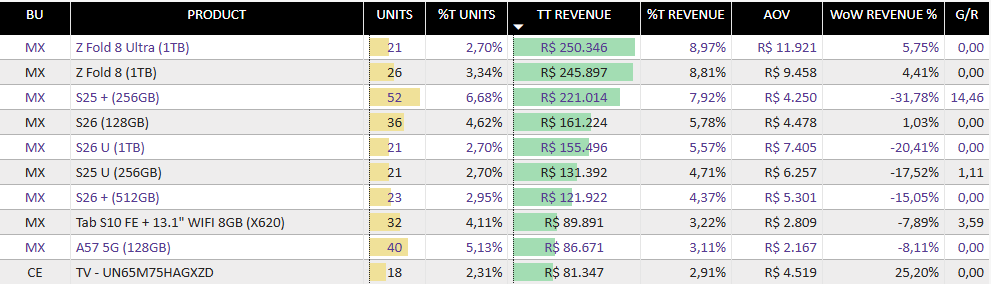 BU PRODUCT UNITS %T UNITS TT REVENUE %T REVENUE AOV WoW REVENUE % G/R
MX Z Fold 8 Ultra (1TB) 21 2,70% R$ 250.346 8,97% R$ 11.921 5,75% 0,00
MX Z Fold 8 (1TB) 26 3,34% R$ 245.897 8,81% R$ 9.458 4,41% 0,00
MX S25 + (256GB) 52 6,68% R$ 221.014 7,92% R$ 4.250 -31,78% 14,46
MX S26 (128GB) 36 4,62% R$ 161.224 5,78% R$ 4.478 1,03% 0,00
MX S26 U (1TB) 21 2,70% R$ 155.496 5,57% R$ 7.405 -20,41% 0,00
MX S25 U (256GB) 21 2,70% R$ 131.392 4,71% R$ 6.257 -17,52% 1,11
MX S26 + (512GB) 23 2,95% R$ 121.922 4,37% R$ 5.301 -15,05% 0,00
MX Tab S10 FE + 13.1" WIFI 8GB (X620) 32 4,11% R$ 89.891 3,22% R$ 2.809 -7,89% 3,59
MX A57 5G (128GB) 40 5,13% R$ 86.671 3,11% R$ 2.167 -8,11% 0,00
CE TV - UN65M75HAGXZD 18 2,31% R$ 81.347 2,91% R$ 4.519 25,20% 0,00